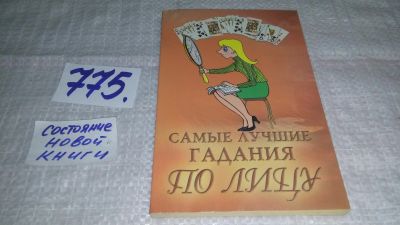 775.
состояние
новой
книги
САМЫЕ ЛУЧШИЕ
ГАДАНИЯ
ПО ЛИЦУ